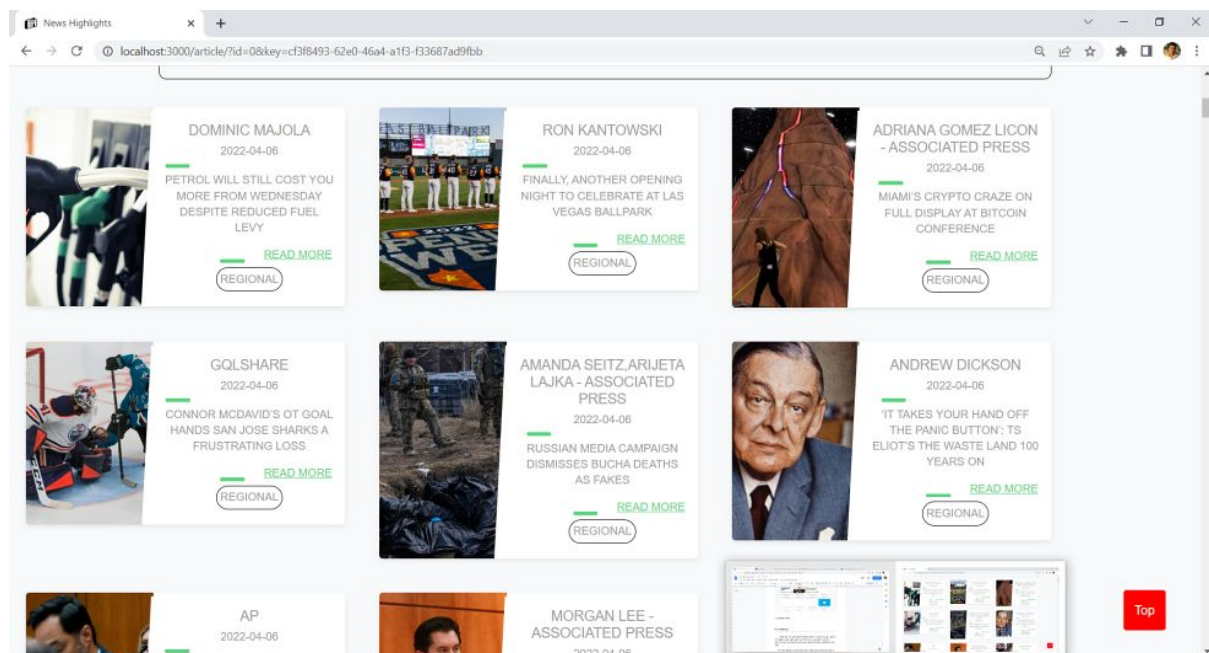 News Highlights
localhost:3000/article/?id=0&key=cf3f8493-62e0-46a4-a1f3-f33687ad9fbb
DOMINIC MAJOLA
2022-04-06
PETROL WILL STILL COST YOU
MORE FROM WEDNESDAY
DESPITE REDUCED FUEL
LEVY
READ MORE
REGIONAL
RON KANTOWSKI
2022-04-06
FINALLY, ANOTHER OPENING
NIGHT TO CELEBRATE AT LAS
VEGAS BALLPARK
READ MORE
REGIONAL
ADRIANA GOMEZ LICON
- ASSOCIATED PRESS
2022-04-06
MIAMI'S CRYPTO CRAZE ON
FULL DISPLAY AT BITCOIN
CONFERENCE
READ MORE
REGIONAL
GQLSHARE
2022-04-06
CONNOR MCDAVID'S OT GOAL
HANDS SAN JOSE SHARKS A
FRUSTRATING LOSS
READ MORE
REGIONAL
AMANDA SEITZ,ARIJETA
LAJKA - ASSOCIATED
PRESS
2022-04-06
RUSSIAN MEDIA CAMPAIGN
DISMISSES BUCHA DEATHS
AS FAKES
READ MORE
REGIONAL
ANDREW DICKSON
2022-04-06
'IT TAKES YOUR HAND OFF
THE PANIC BUTTON': TS
ELIOT'S THE WASTE LAND 100
YEARS ON
READ MORE
REGIONAL
AP
2022-04-06
MORGAN LEE -
ASSOCIATED PRESS
2022-04-06
Top